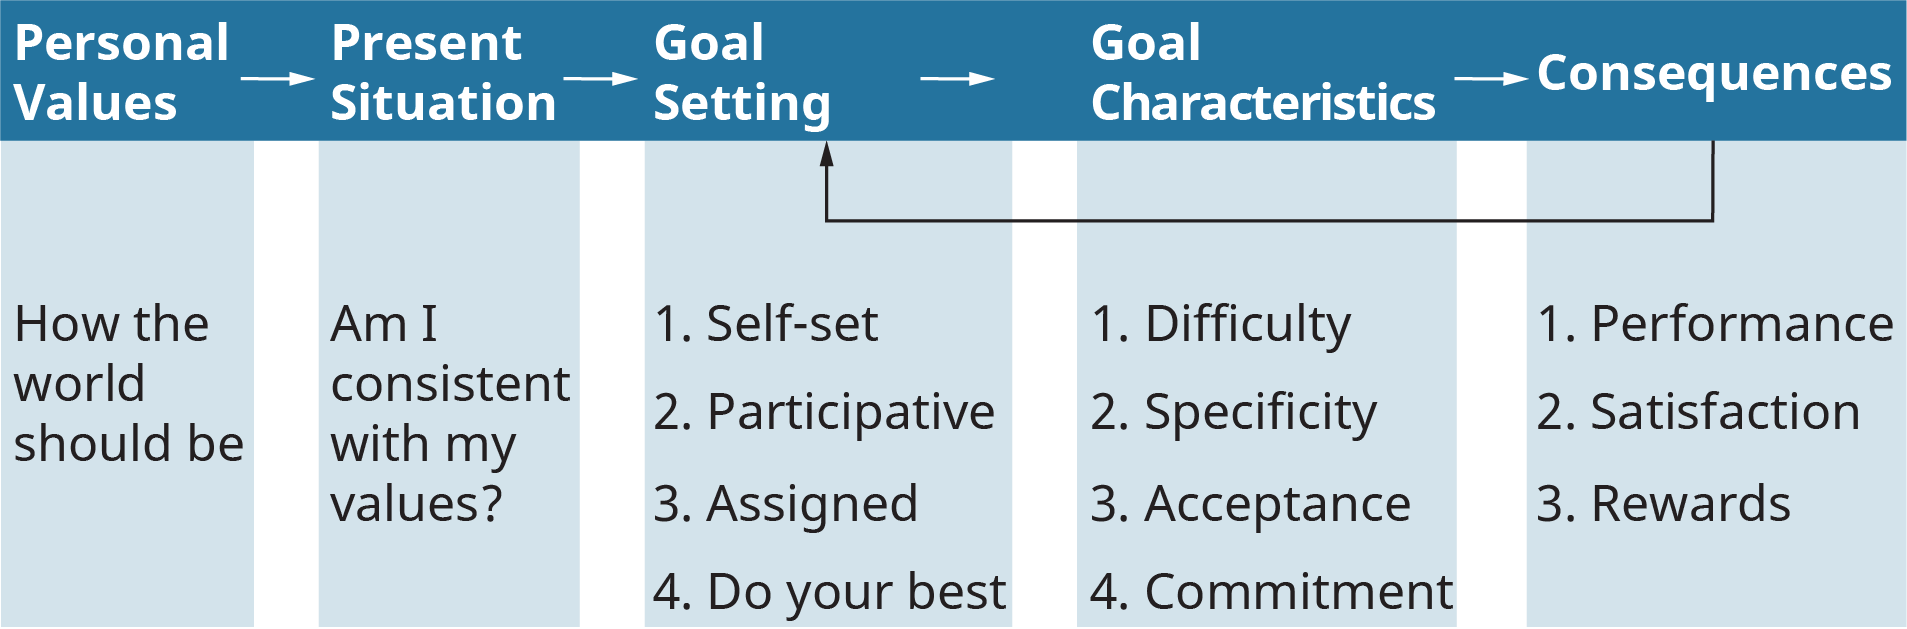 Personal
Values
Present
Situation
Goal
Setting
Goal
Characteristics
Consequences
How the
world
should be
Am I
consistent
with my
values?
1. Self-set
2. Participative
3. Assigned
4. Do your best
1. Difficulty
2. Specificity
3. Acceptance
4. Commitment
1. Performance
2. Satisfaction
3. Rewards